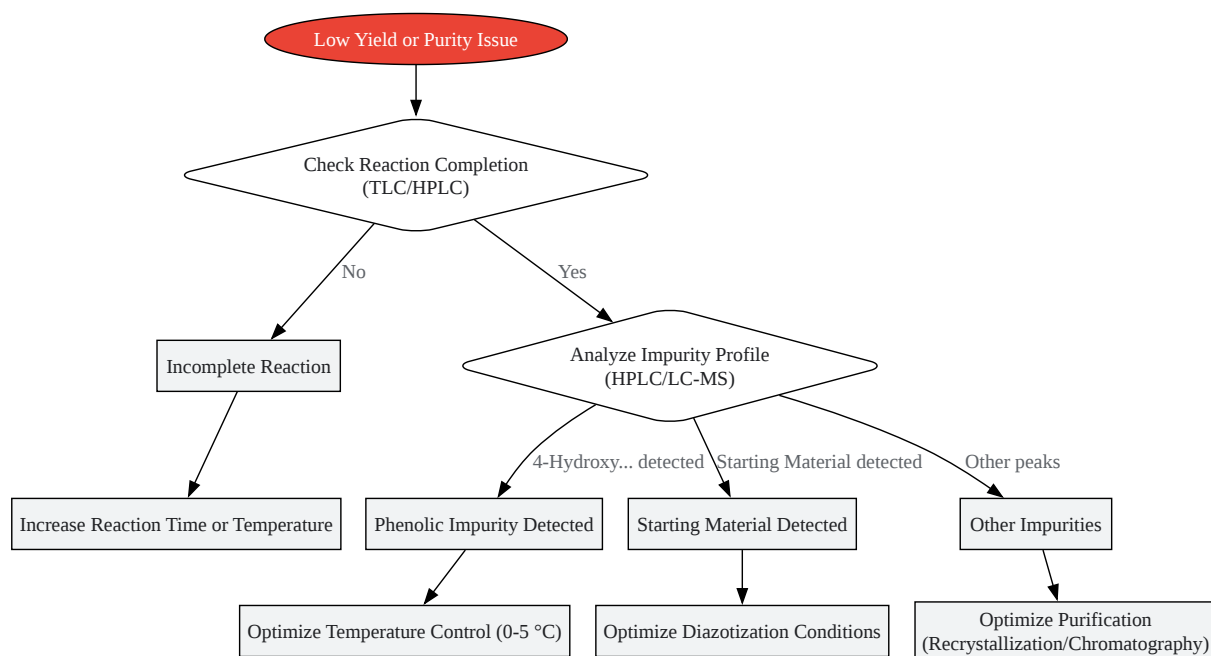 Low Yield or Purity Issue
Check Reaction Completion
(TLC/HPLC)
No
Yes
Incomplete Reaction
Analyze Impurity Profile
(HPLC/LC-MS)
4-Hydroxy... detected
Starting Material detected
Other peaks
Increase Reaction Time or Temperature
Phenolic Impurity Detected
Starting Material Detected
Other Impurities
Optimize Temperature Control (0-5 °C)
Optimize Diazotization Conditions
Optimize Purification
(Recrystallization/Chromatography)